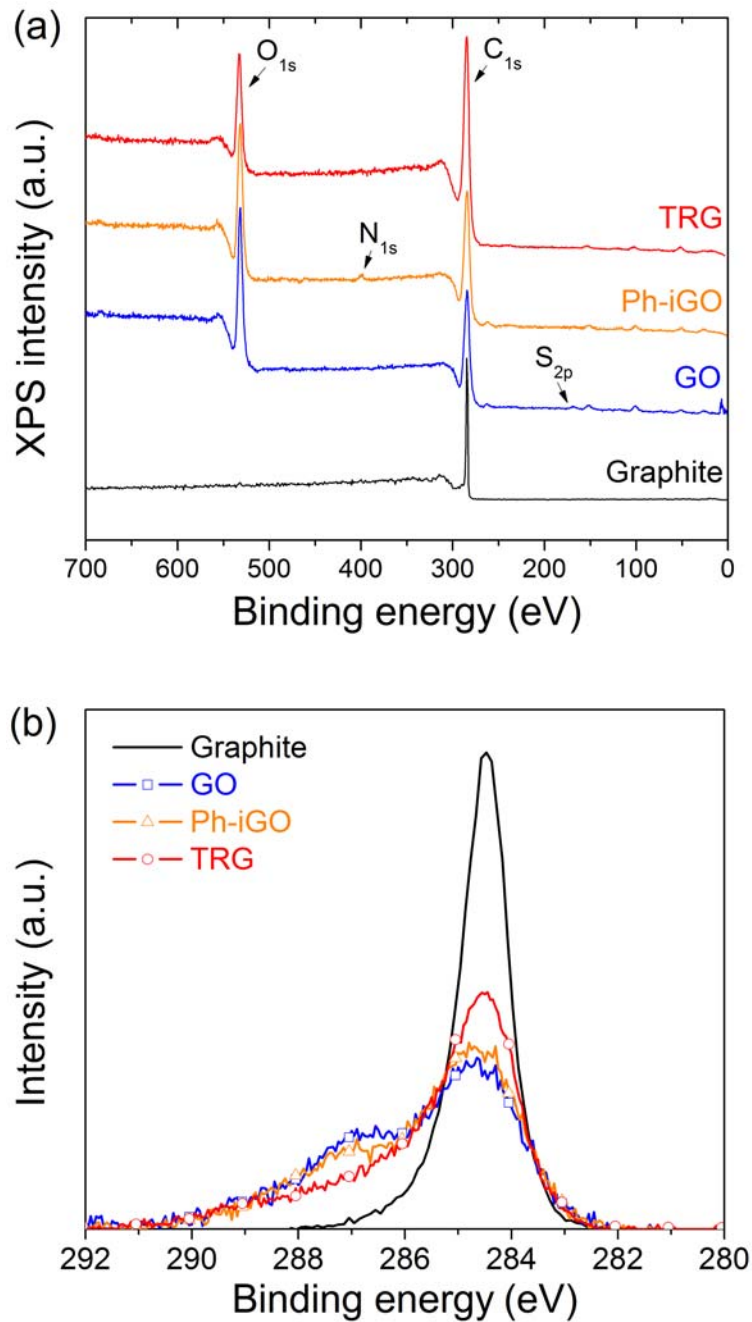 (a)
O1s
C1s
N1s
TRG
Ph-iGO
S2p
GO
Graphite
XPS intensity (a.u.)
700 600 500 400 300 200 100 0
Binding energy (eV)
(b)
Graphite
GO
Ph-iGO
TRG
Intensity (a.u.)
292 290 288 286 284 282 280
Binding energy (eV)